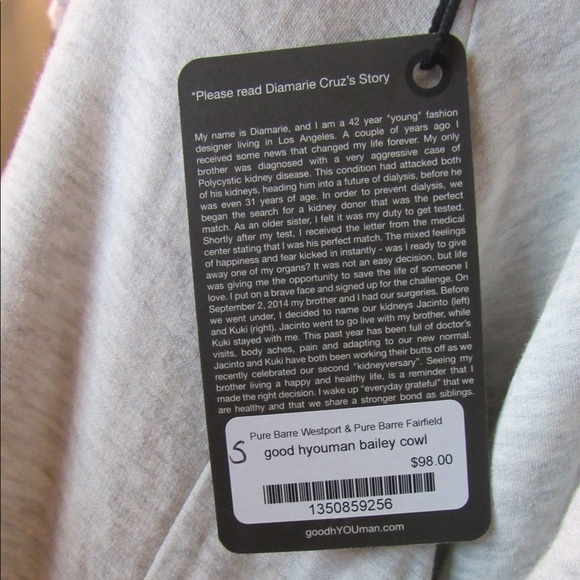 *Please read Diamarie Cruz's Story
My name is Diamarie, and I am a 42 year "young" fashion
designer living in Los Angeles. A couple of years ago I
received some news that changed my life forever. My only
brother was diagnosed with a very aggressive case of
Polycystic kidney disease. This condition had attacked both
of his kidneys, heading him into a future of dialysis, before he
was even 31 years of age. In order to prevent dialysis, we
began the search for a kidney donor that was the perfect
match. As an older sister, I felt it was my duty to get tested.
Shortly after my test, I received the letter from the medical
center stating that I was his perfect match. The mixed feelings
of happiness and fear kicked in instantly - was I ready to give
away one of my organs? It was not an easy decision, but life
was giving me the opportunity to save the life of someone I
love. I put on a brave face and signed up for the challenge. On
September 2, 2014 my brother and I had our surgeries. Before
we went under, I decided to name our kidneys Jacinto (left)
and Kuki (right). Jacinto went to go live with my brother, while
Kuki stayed with me. This past year has been full of doctor's
visits, body aches, pain and adapting to our new normal.
Jacinto and Kuki have both been working their butts off as we
recently celebrated our second "kidneyversary". Seeing my
brother living a happy and healthy life, is a reminder that I
made the right decision. I wake up "everyday grateful" that we
are healthy and that we share a stronger bond as siblings.
S
Pure Barre Westport & Pure Barre Fairfield
good hyouman bailey cowl
$98.00
1350859256
goodhYOUman.com